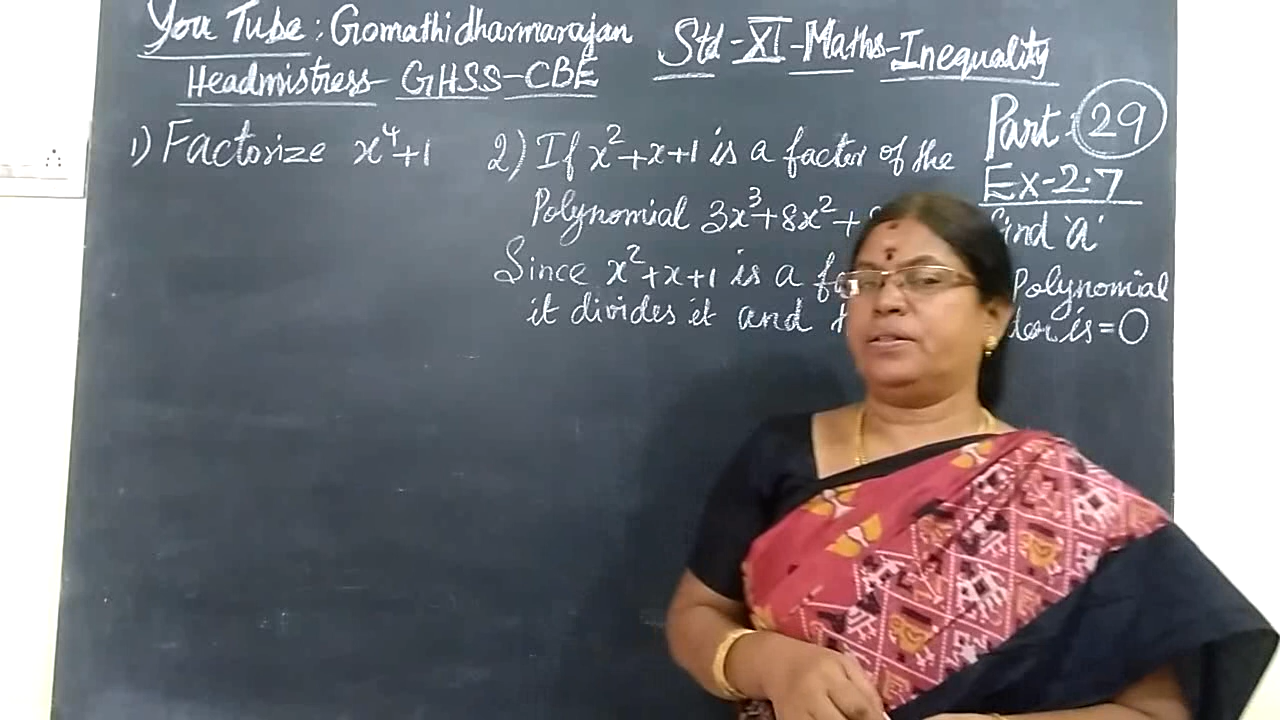 You Tube : Gomathidharmarajan
Headmistress - GHSS - CBE
Std - XI - Maths - Inequality
Part : 29
Ex - 2.7
1) Factorize x⁴+1
2) If x²+x+1 is a factor of the
Polynomial 3x³+8x²+ find 'a'
Since x²+x+1 is a Polynomial
it divides it and is = 0